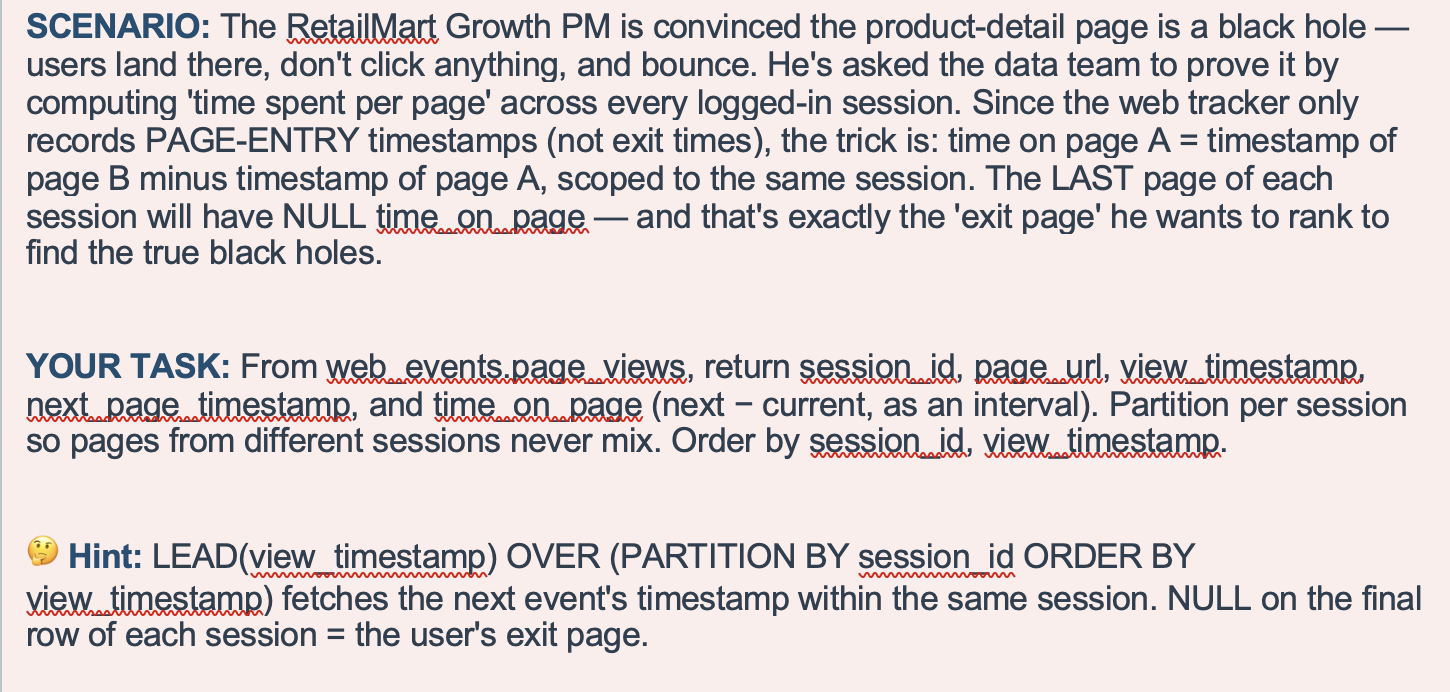 SCENARIO: The RetailMart Growth PM is convinced the product-detail page is a black hole —
users land there, don't click anything, and bounce. He's asked the data team to prove it by
computing 'time spent per page' across every logged-in session. Since the web tracker only
records PAGE-ENTRY timestamps (not exit times), the trick is: time on page A = timestamp of
page B minus timestamp of page A, scoped to the same session. The LAST page of each
session will have NULL time_on_page — and that's exactly the 'exit page' he wants to rank to
find the true black holes.
YOUR TASK: From web_events.page_views, return session_id, page_url, view_timestamp,
next_page_timestamp, and time_on_page (next − current, as an interval). Partition per session
so pages from different sessions never mix. Order by session_id, view_timestamp.
🤔 Hint: LEAD(view_timestamp) OVER (PARTITION BY session_id ORDER BY
view_timestamp) fetches the next event's timestamp within the same session. NULL on the final
row of each session = the user's exit page.